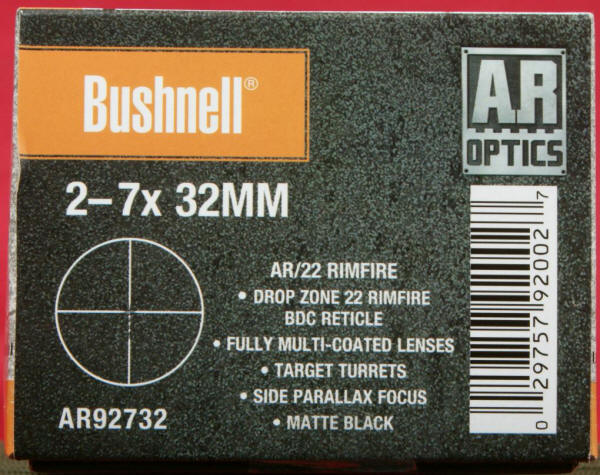 Bushnell®
A.R
OPTICS
2–7x 32MM
AR/22 RIMFIRE
• DROP ZONE 22 RIMFIRE
BDC RETICLE
• FULLY MULTI-COATED LENSES
• TARGET TURRETS
• SIDE PARALLAX FOCUS
• MATTE BLACK
AR92732
0 29757 92002 7